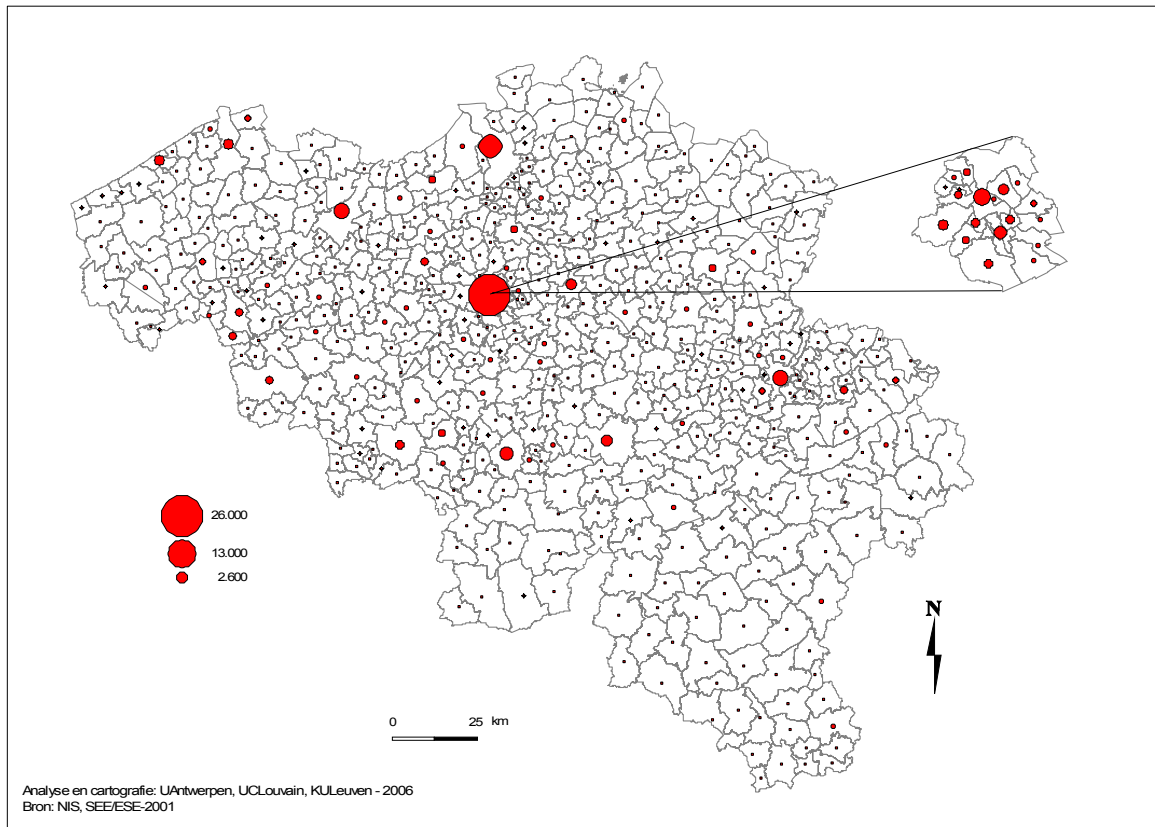 26.000
13.000
2.600
N
0 25 km
Analyse en cartografie: UAntwerpen, UCLouvain, KULeuven - 2006
Bron: NIS, SEE/ESE-2001